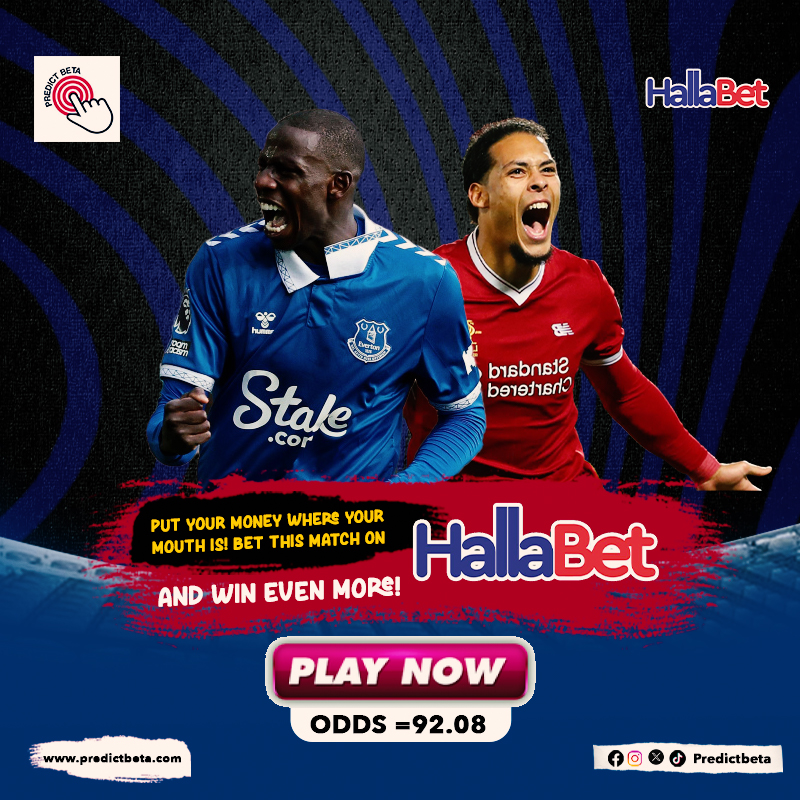 PREDICT BETA
HallaBet
hummel
Everton
Stake
.com
Standard
Chartered
PUT YOUR MONEY WHERE YOUR
MOUTH IS! BET THIS MATCH ON
HallaBet
AND WIN EVEN MORE!
PLAY NOW
ODDS =92.08
www.predictbeta.com
Predictbeta